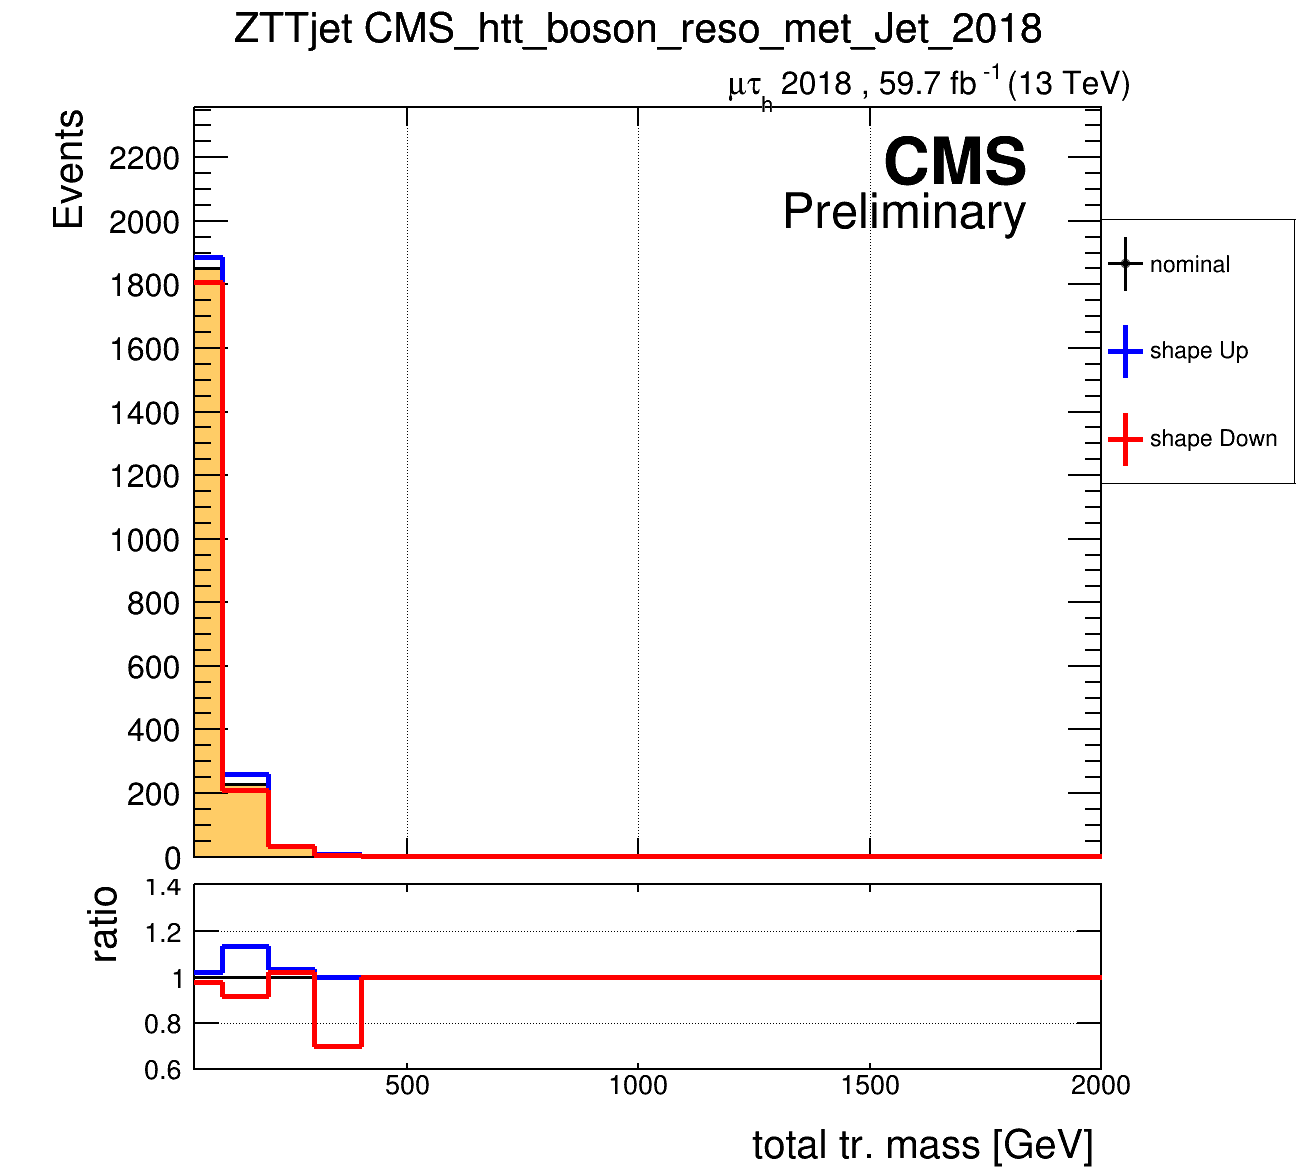 ZTTjet CMS_htt_boson_reso_met_Jet_2018
μτh 2018 , 59.7 fb-1 (13 TeV)
CMS
Preliminary
Events
2200
2000
1800
1600
1400
1200
1000
800
600
400
200
0
nominal
shape Up
shape Down
ratio
1.4
1.2
1
0.8
0.6
500 1000 1500 2000
total tr. mass [GeV]